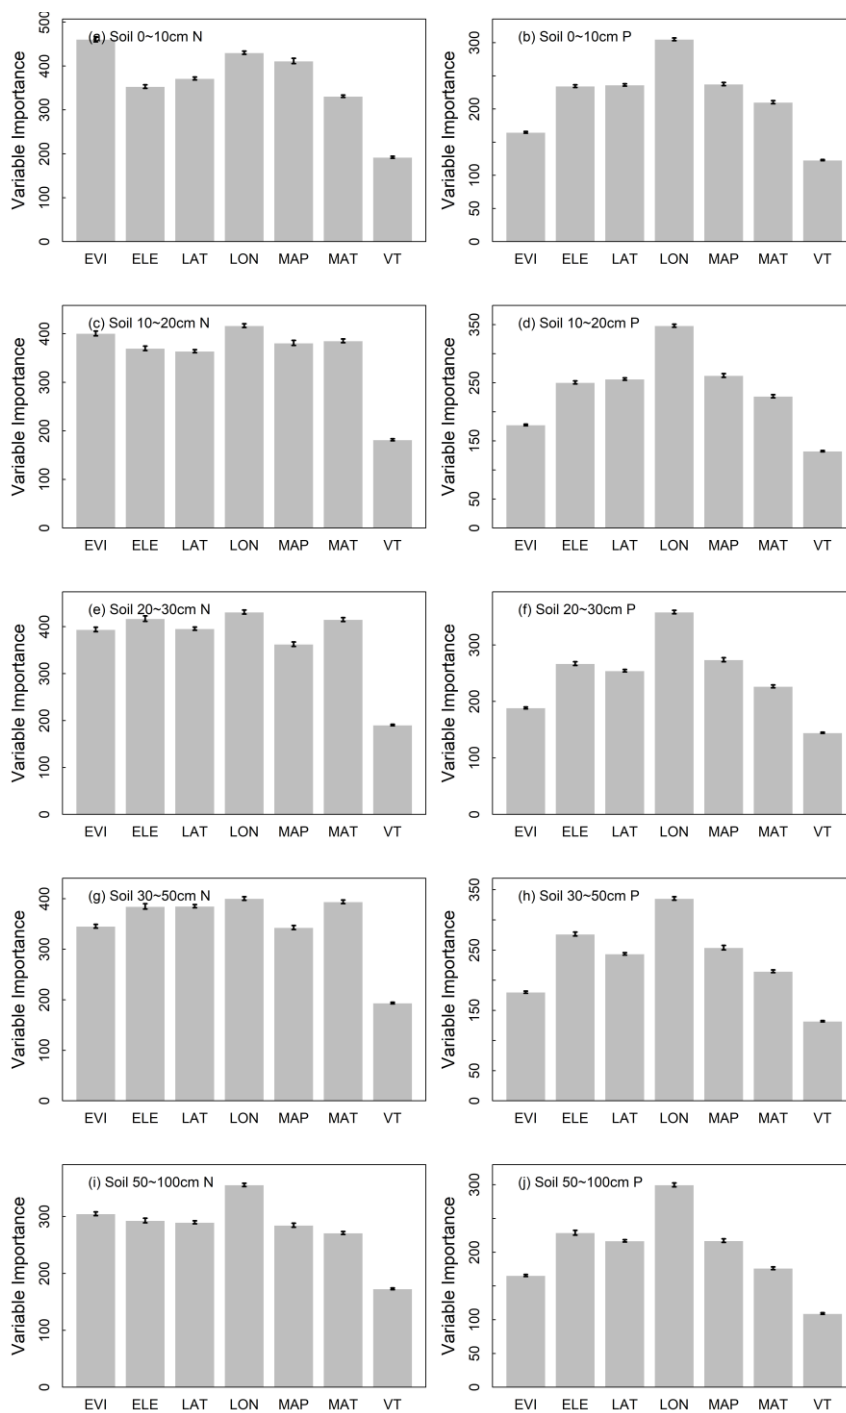 (a) Soil 0~10cm N
Variable Importance
0 100 200 300 400 500
EVI ELE LAT LON MAP MAT VT
(b) Soil 0~10cm P
Variable Importance
0 50 100 200 300
EVI ELE LAT LON MAP MAT VT
(c) Soil 10~20cm N
Variable Importance
0 100 200 300 400
EVI ELE LAT LON MAP MAT VT
(d) Soil 10~20cm P
Variable Importance
0 50 150 250 350
EVI ELE LAT LON MAP MAT VT
(e) Soil 20~30cm N
Variable Importance
0 100 200 300 400
EVI ELE LAT LON MAP MAT VT
(f) Soil 20~30cm P
Variable Importance
0 100 200 300
EVI ELE LAT LON MAP MAT VT
(g) Soil 30~50cm N
Variable Importance
0 100 200 300 400
EVI ELE LAT LON MAP MAT VT
(h) Soil 30~50cm P
Variable Importance
0 50 150 250 350
EVI ELE LAT LON MAP MAT VT
(i) Soil 50~100cm N
Variable Importance
0 100 200 300
EVI ELE LAT LON MAP MAT VT
(j) Soil 50~100cm P
Variable Importance
0 50 100 200 300
EVI ELE LAT LON MAP MAT VT